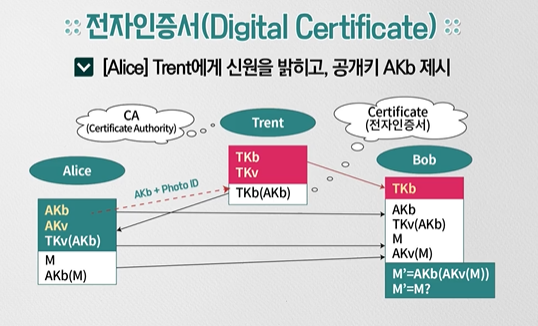 전자인증서(Digital Certificate)
[Alice] Trent에게 신원을 밝히고, 공개키 AKb 제시
CA
(Certificate Authority)
Trent
Certificate
(전자인증서)
Alice
Bob
TKb
TKv
TKb(AKb)
AKb + Photo ID
AKb
AKv
TKv(AKb)
M
AKb(M)
TKb
AKb
TKv(AKb)
M
AKv(M)
M'=AKb(AKv(M))
M'=M?